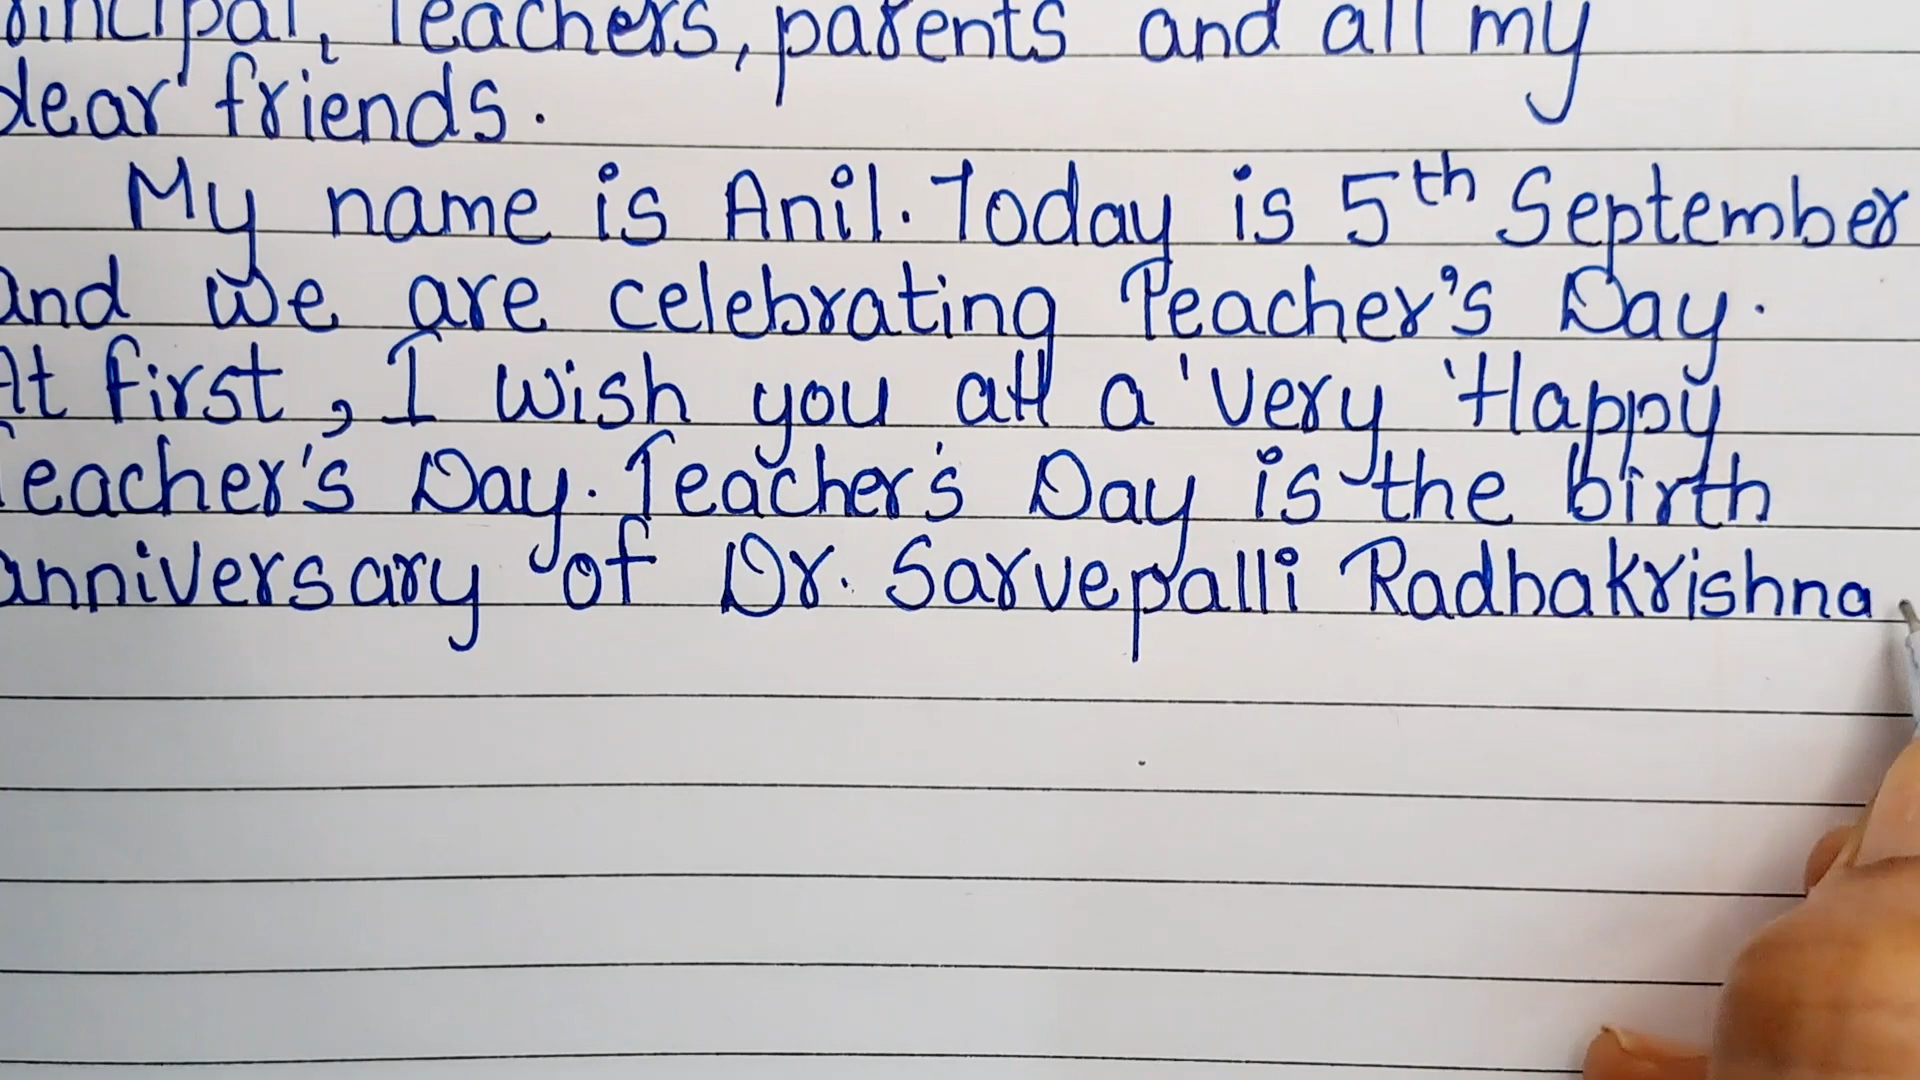 rincipal, Teachers, parents and all my
dear friends.
My name is Anil. Today is 5th September
and we are celebrating Teacher's Day.
At first, I wish you all a very Happy
Teacher's Day. Teacher's Day is the birth
anniversary of Dr. Sarvepalli Radhakrishna